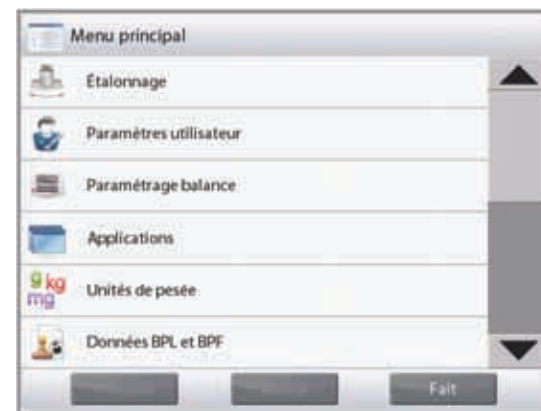 Menu principal
Étalonnage
Paramètres utilisateur
Paramétrage balance
Applications
g kg
mg
Unités de pesée
Données BPL et BPF
Fait